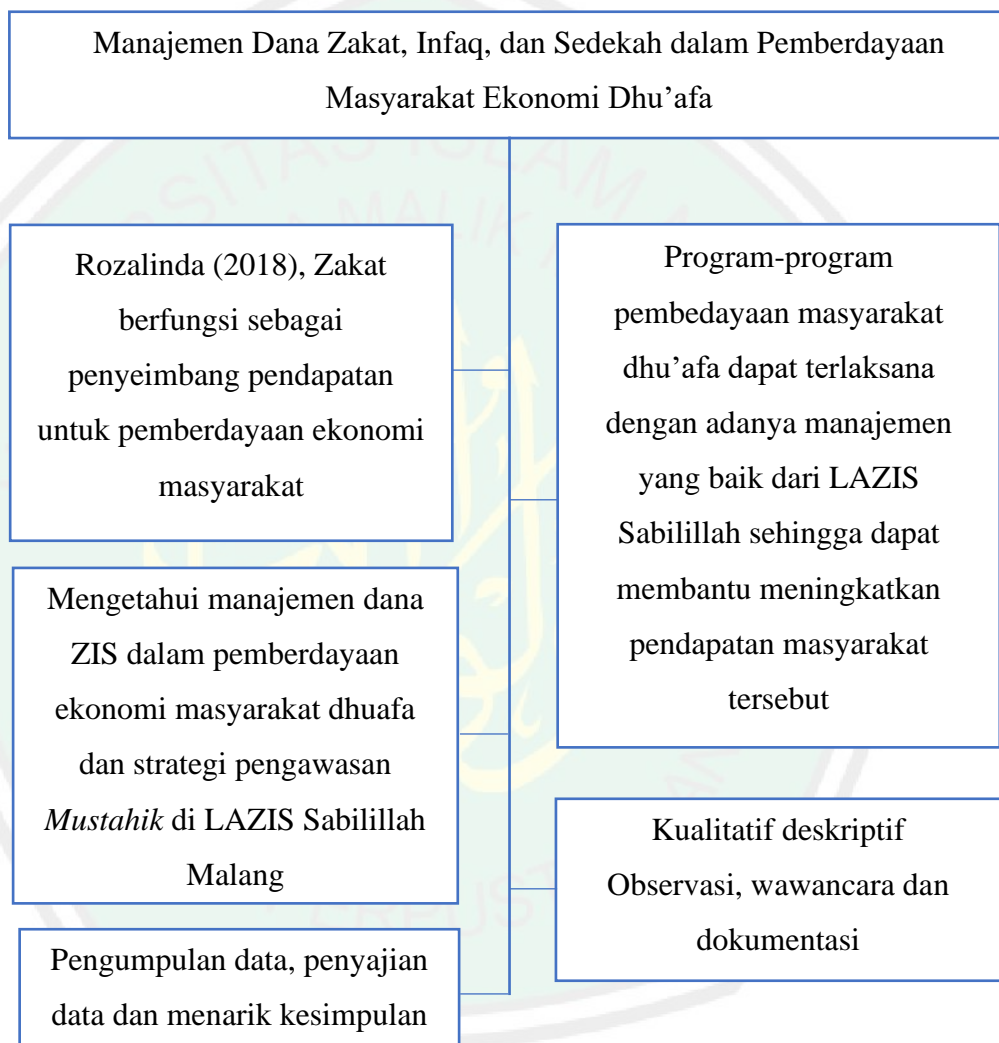 Manajemen Dana Zakat, Infaq, dan Sedekah dalam Pemberdayaan
Masyarakat Ekonomi Dhu’afa
Rozalinda (2018), Zakat
berfungsi sebagai
penyeimbang pendapatan
untuk pemberdayaan ekonomi
masyarakat
Program-program
pembedayaan masyarakat
dhu’afa dapat terlaksana
dengan adanya manajemen
yang baik dari LAZIS
Sabilillah sehingga dapat
membantu meningkatkan
pendapatan masyarakat
tersebut
Mengetahui manajemen dana
ZIS dalam pemberdayaan
ekonomi masyarakat dhuafa
dan strategi pengawasan
Mustahik di LAZIS Sabilillah
Malang
Kualitatif deskriptif
Observasi, wawancara dan
dokumentasi
Pengumpulan data, penyajian
data dan menarik kesimpulan